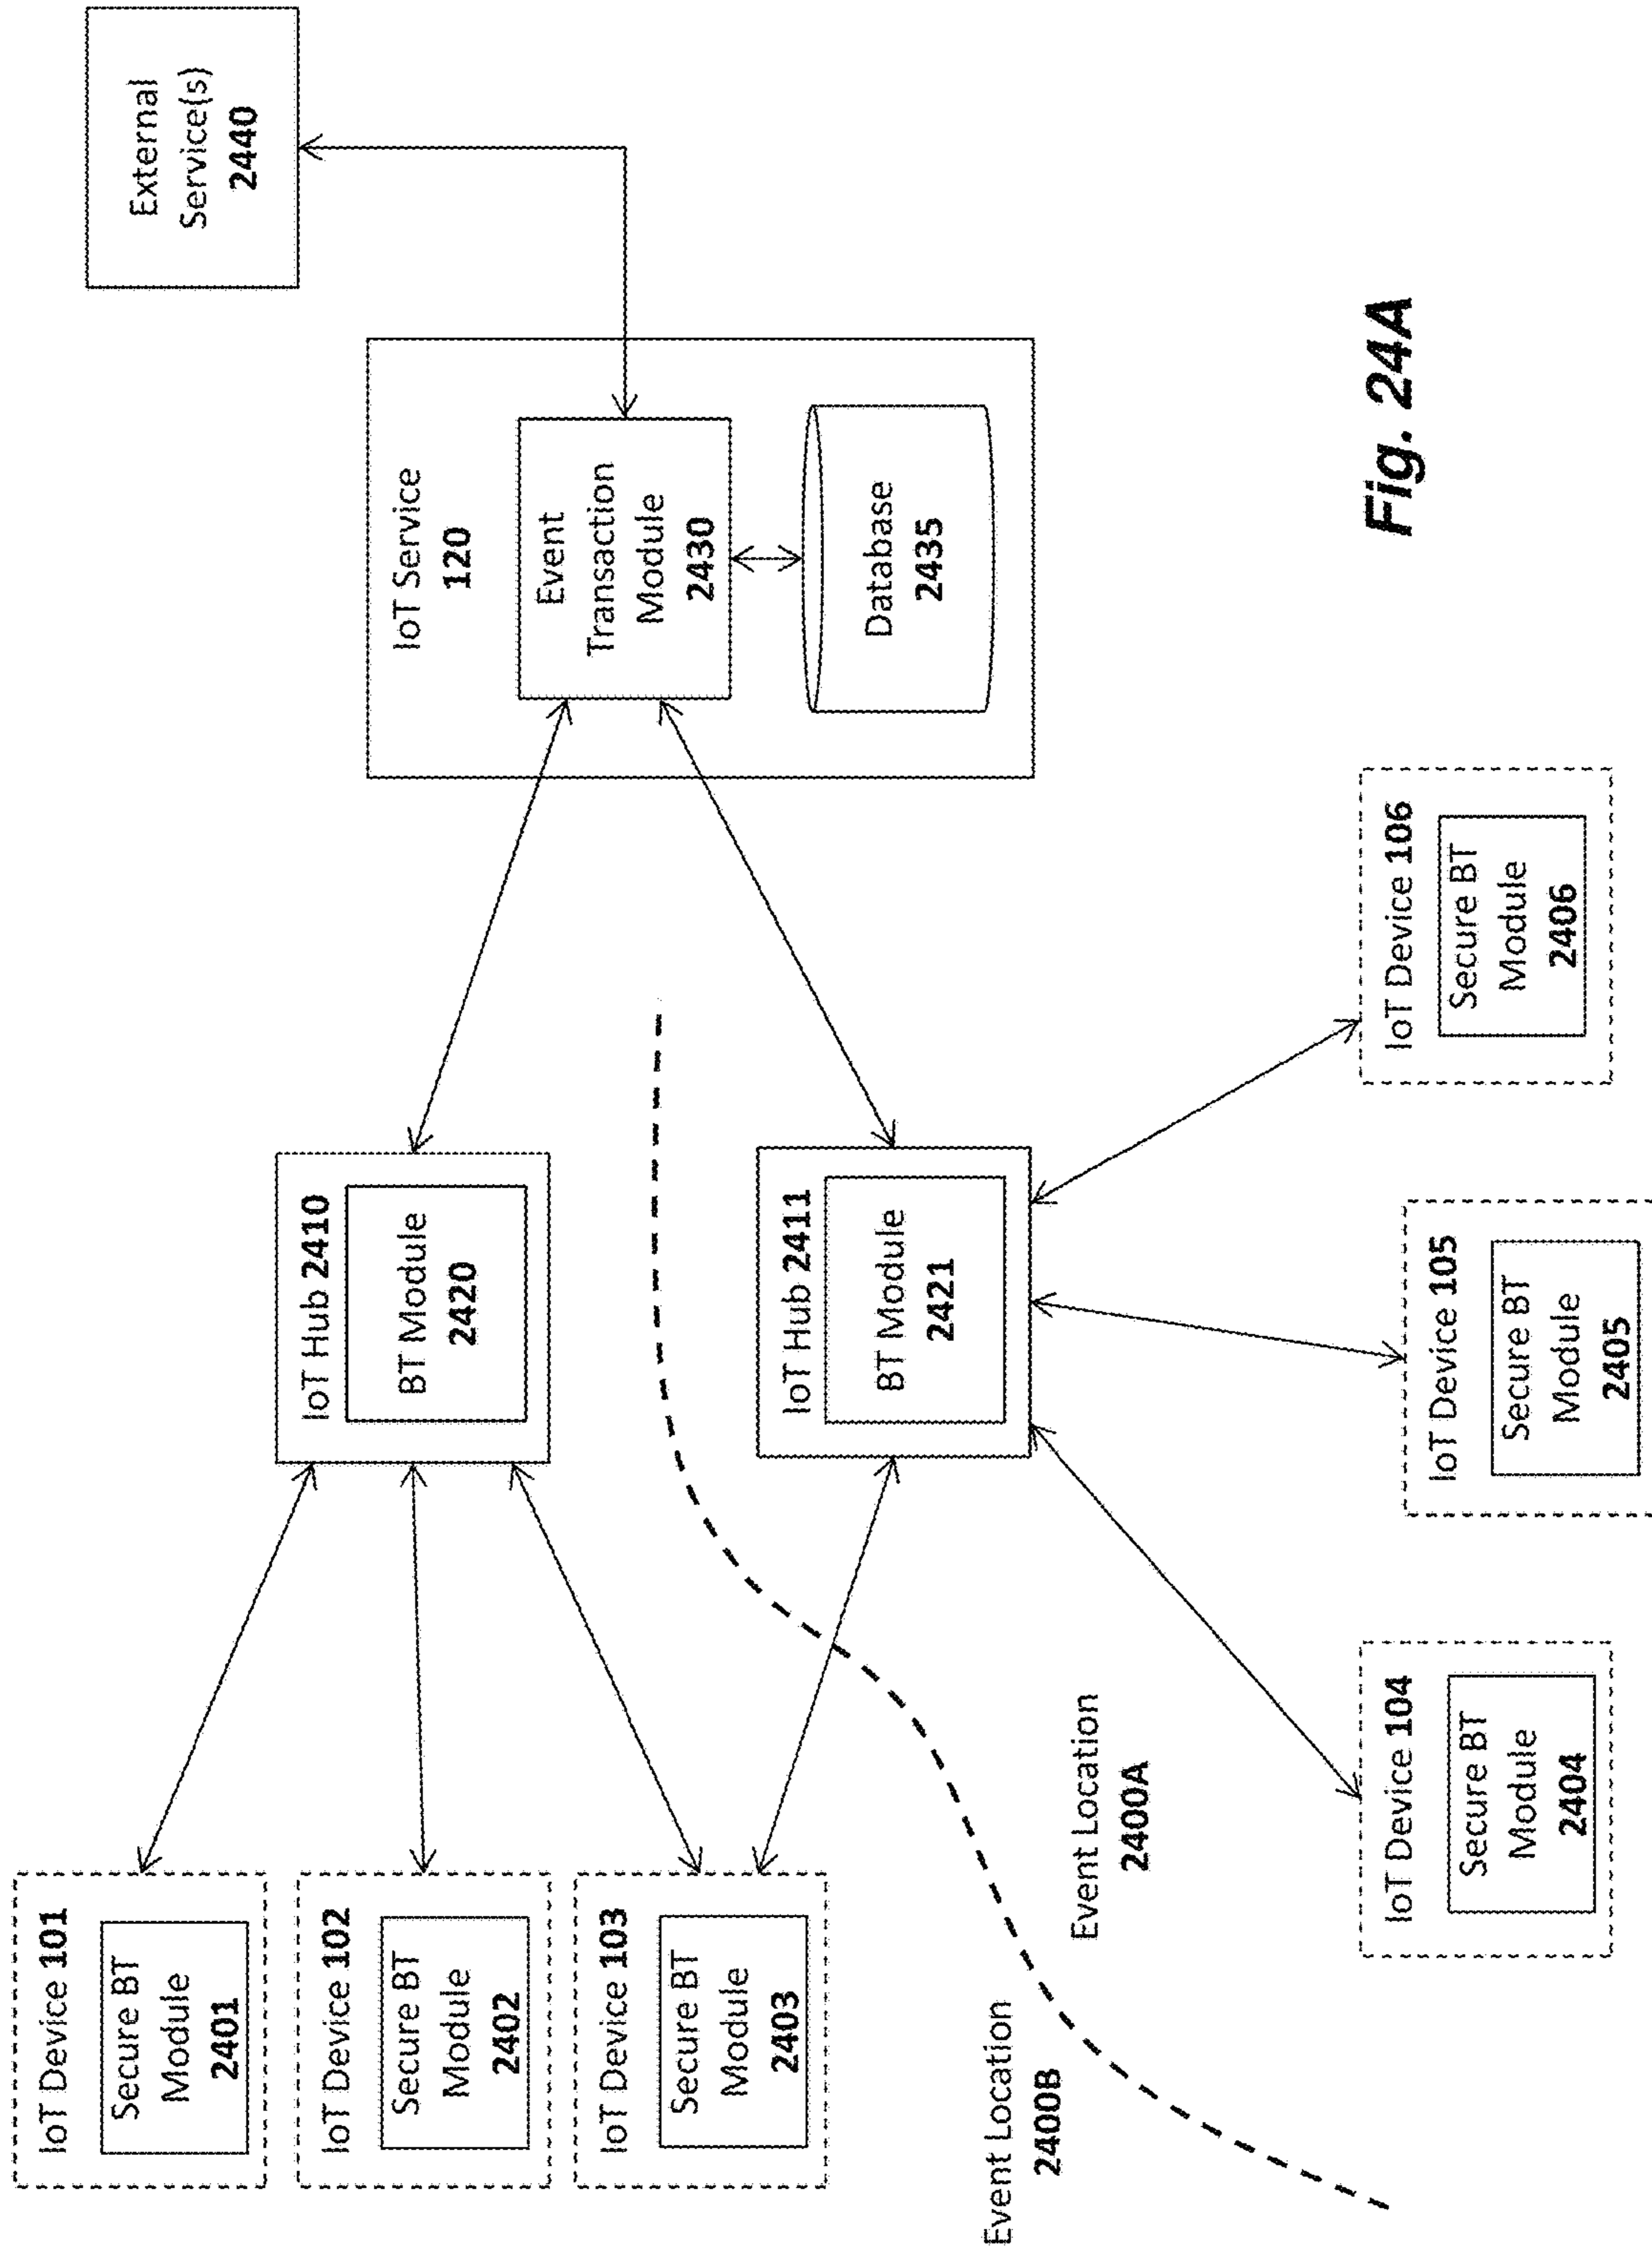 IoT Device 101
Secure BT
Module
2401
IoT Device 102
Secure BT
Module
2402
IoT Device 103
Secure BT
Module
2403
Event Location
2400B
Event Location
2400A
IoT Device 104
Secure BT
Module
2404
IoT Device 105
Secure BT
Module
2405
IoT Device 106
Secure BT
Module
2406
IoT Hub 2410
BT Module
2420
IoT Hub 2411
BT Module
2421
IoT Service
120
Event
Transaction
Module
2430
Database
2435
External
Service(s)
2440
Fig. 24A